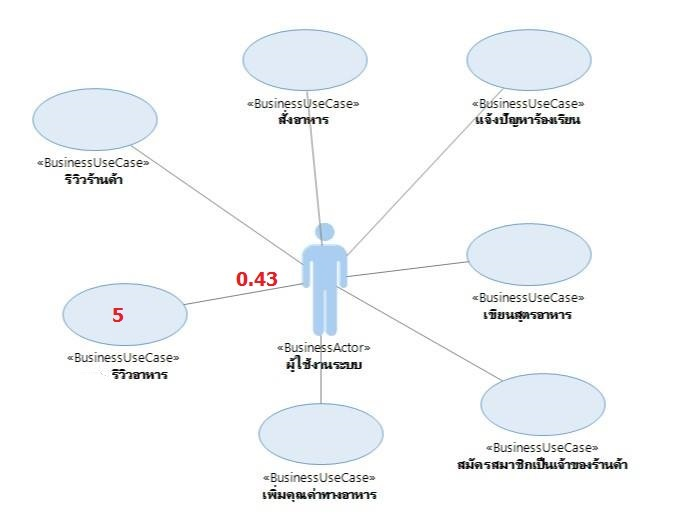 «BusinessUseCase»
สั่งอาหาร
«BusinessUseCase»
แจ้งปัญหาร้องเรียน
«BusinessUseCase»
รีวิวร้านค้า
0.43
5
«BusinessUseCase»
เขียนสูตรอาหาร
«BusinessActor»
ผู้ใช้งานระบบ
«BusinessUseCase»
รีวิวอาหาร
«BusinessUseCase»
สมัครสมาชิกเป็นเจ้าของร้านค้า
«BusinessUseCase»
เพิ่มคุณค่าทางอาหาร